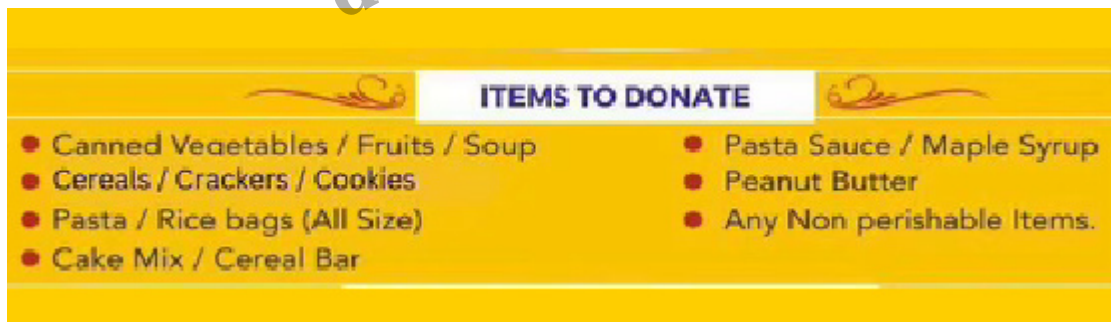 ITEMS TO DONATE
Canned Vegetables / Fruits / Soup
Cereals / Crackers / Cookies
Pasta / Rice bags (All Size)
Cake Mix / Cereal Bar
Pasta Sauce / Maple Syrup
Peanut Butter
Any Non perishable Items.